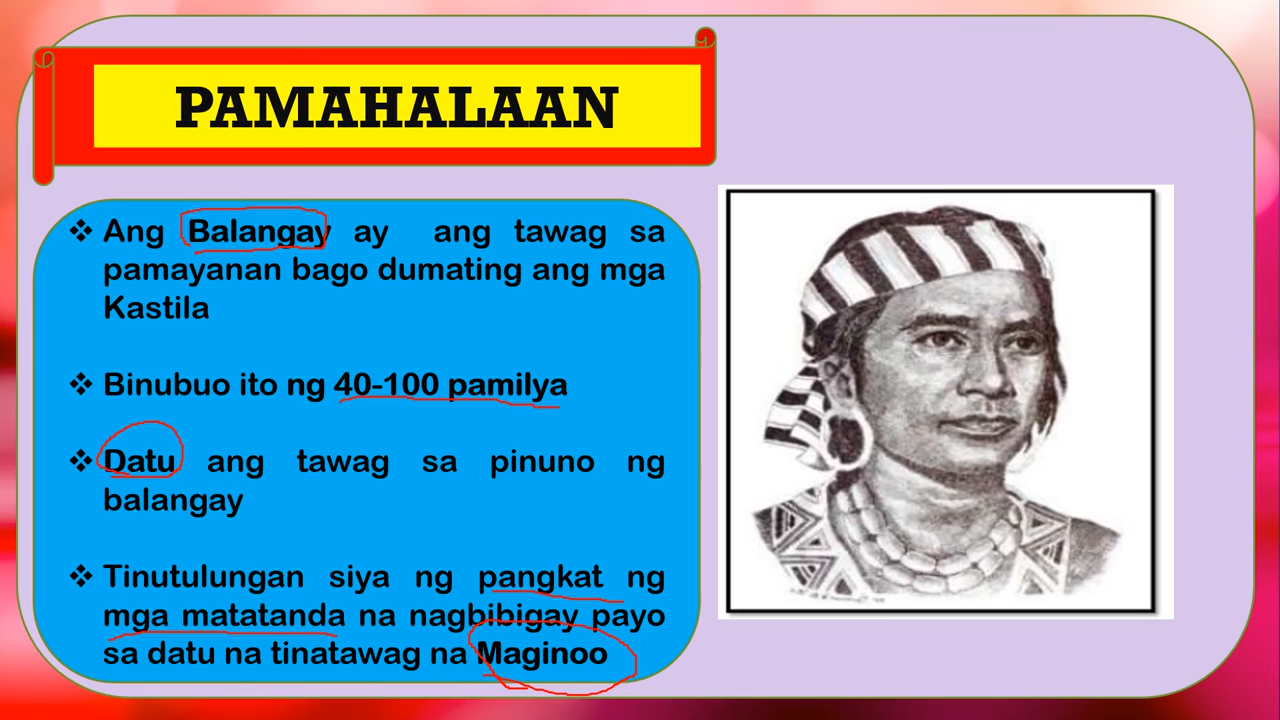 PAMAHALAAN
❖ Ang Balangay ay ang tawag sa
pamayanan bago dumating ang mga
Kastila
❖ Binubuo ito ng 40-100 pamilya
❖ Datu ang tawag sa pinuno ng
balangay
❖ Tinutulungan siya ng pangkat ng
mga matatanda na nagbibigay payo
sa datu na tinatawag na Maginoo